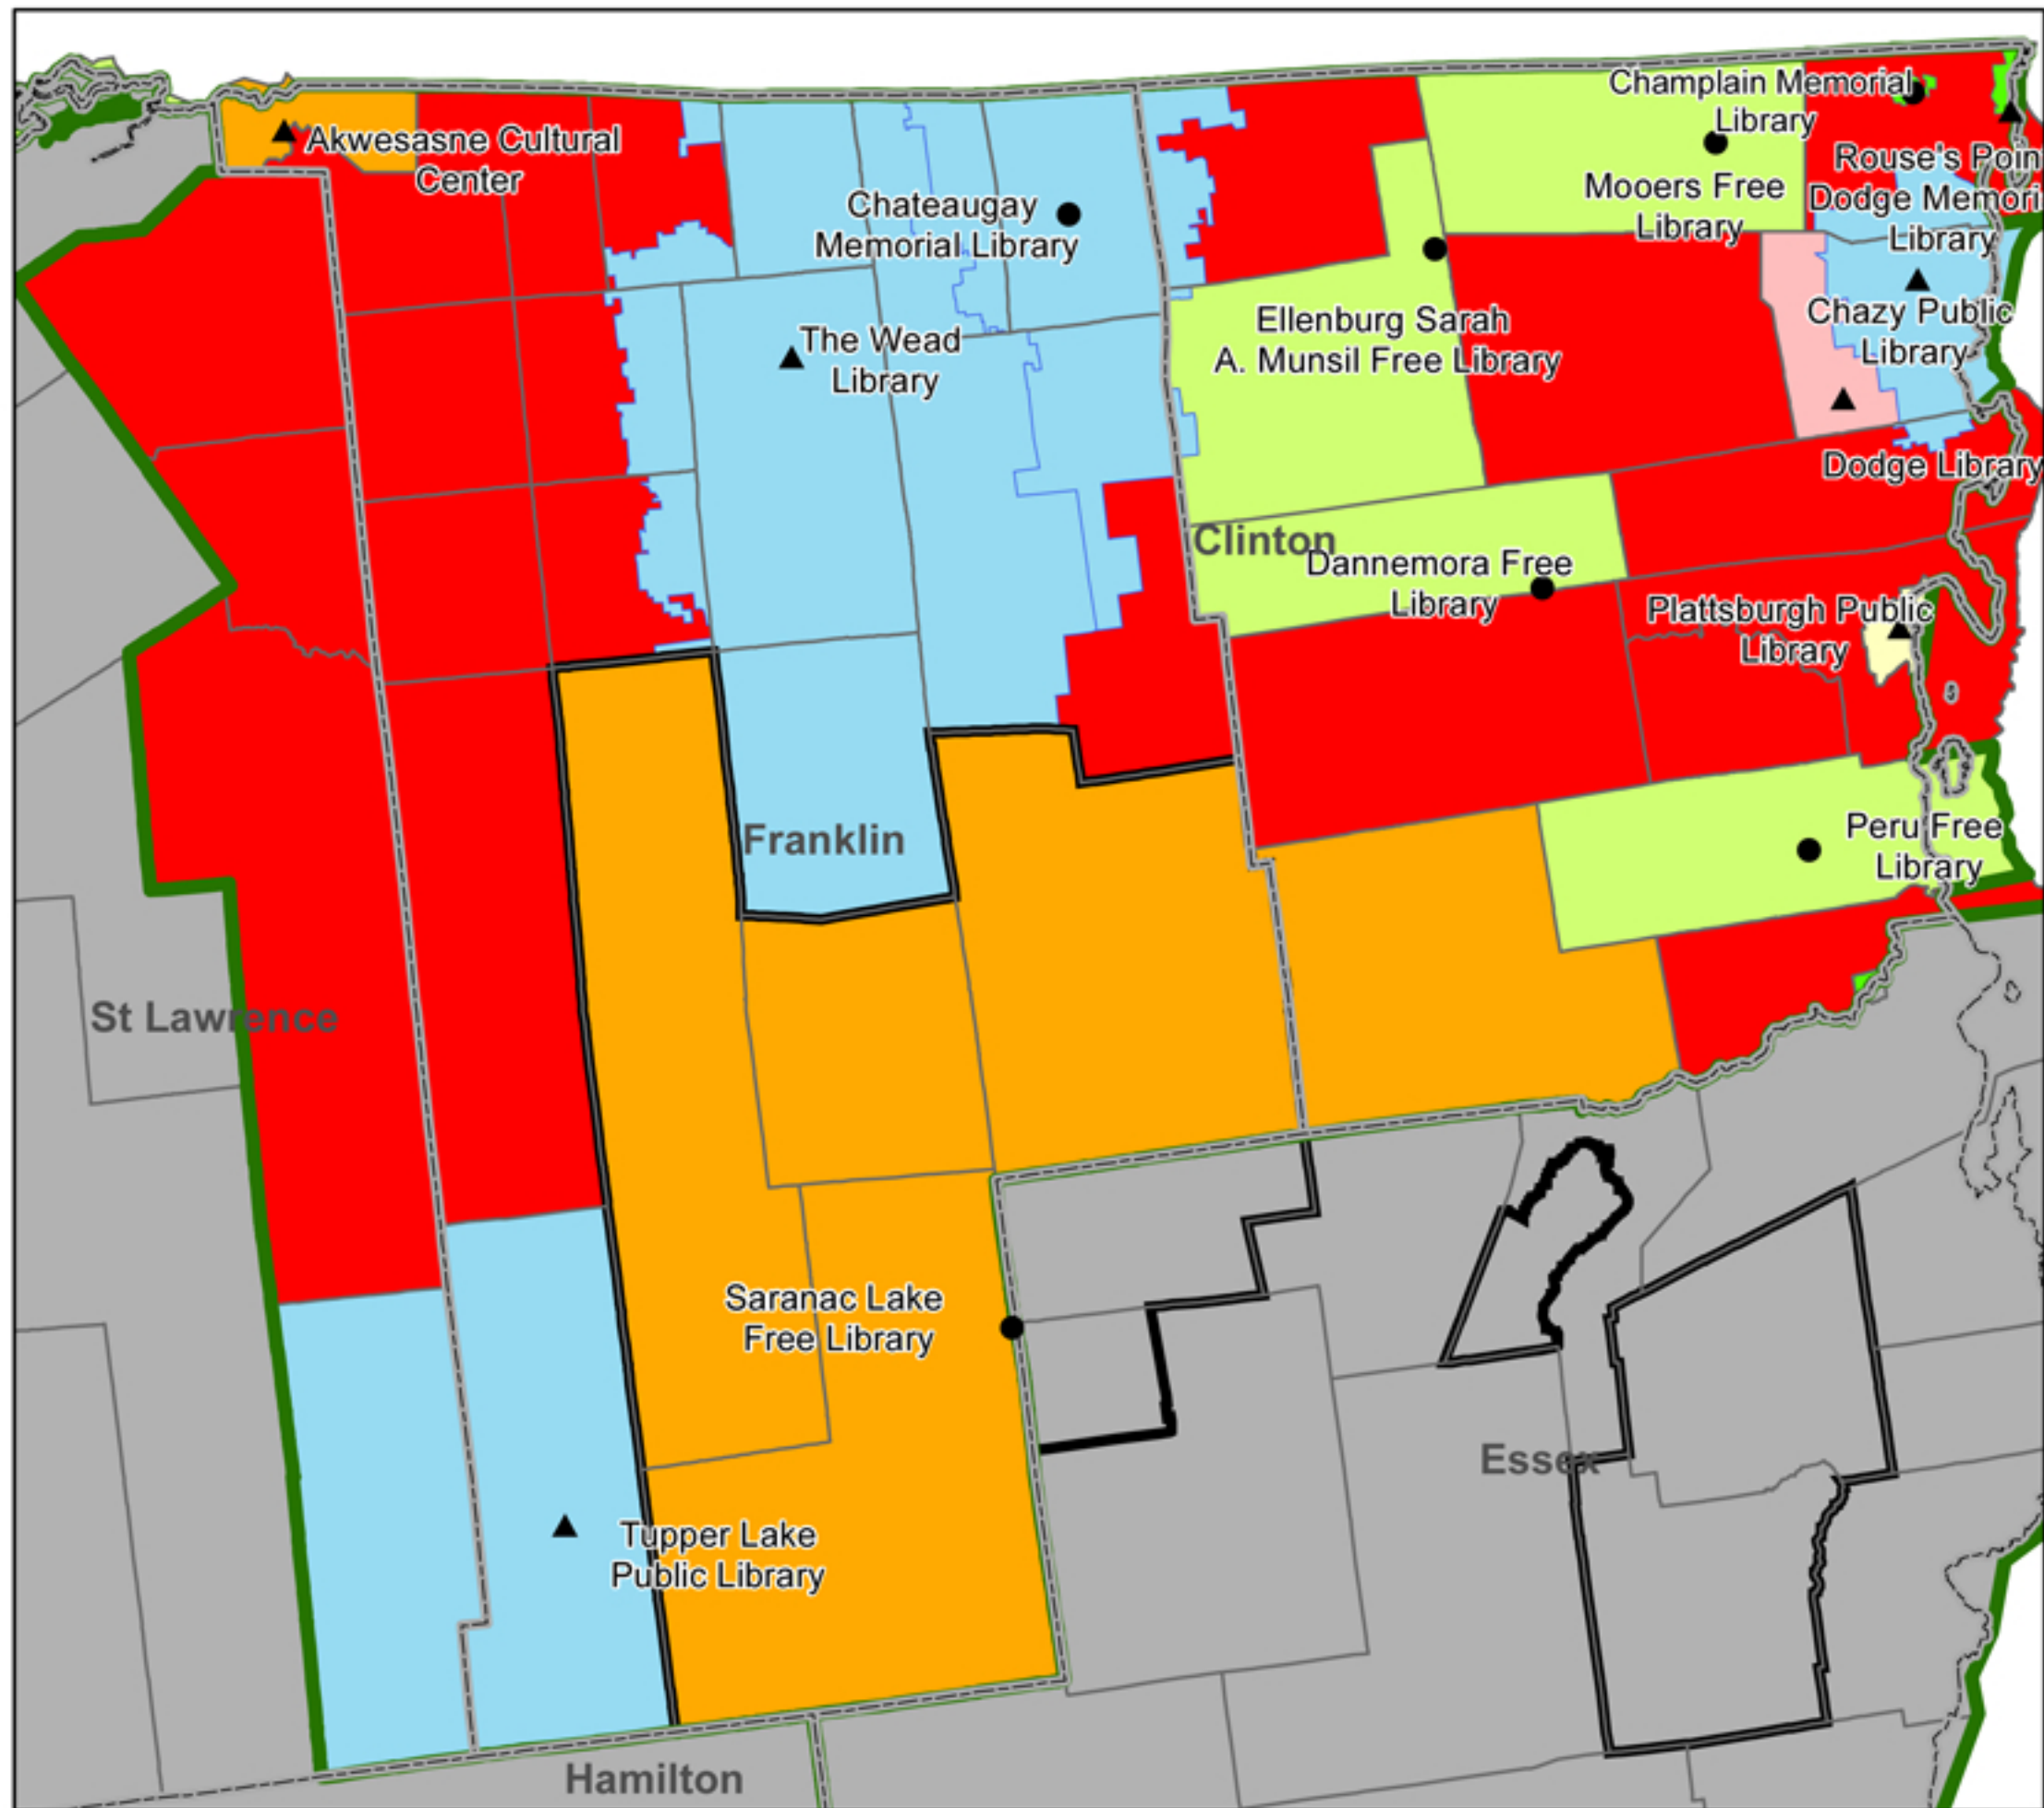 Champlain Memorial
Library
Akwesasne Cultural
Center
Rouse's Poin
Dodge Memori
Library
Mooers Free
Library
Chateaugay
Memorial Library
Ellenburg Sarah
A. Munsil Free Library
Chazy Public
Library
The Wead
Library
Dodge Library
Clinton
Dannemora Free
Library
Plattsburgh Public
Library
Franklin
Peru Free
Library
St Lawrence
Saranac Lake
Free Library
Essex
Tupper Lake
Public Library
Hamilton